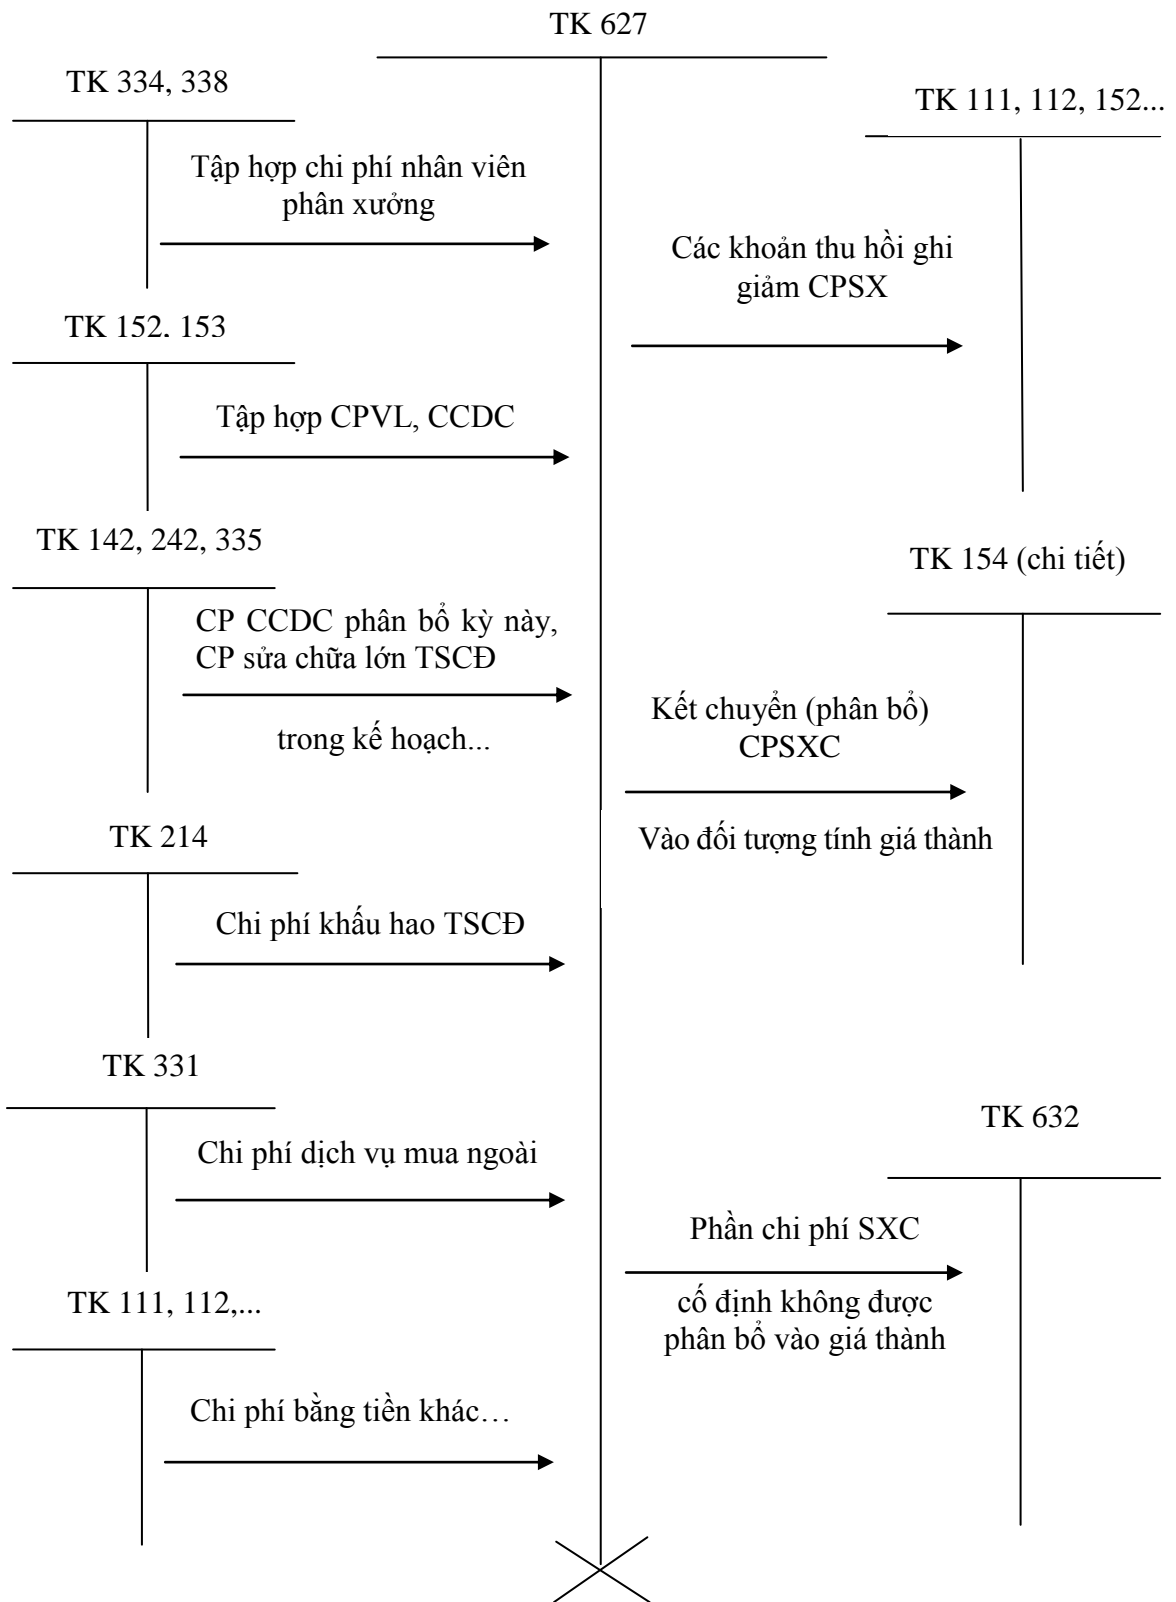 TK 627
TK 334, 338
TK 111, 112, 152...
Tập hợp chi phí nhân viên
phân xưởng
Các khoản thu hồi ghi
giảm CPSX
TK 152, 153
Tập hợp CPVL, CCDC
TK 142, 242, 335
TK 154 (chi tiết)
CP CCDC phân bổ kỳ này,
CP sửa chữa lớn TSCĐ
trong kế hoạch...
Kết chuyển (phân bổ)
CPSXC
Vào đối tượng tính giá thành
TK 214
Chi phí khấu hao TSCĐ
TK 331
TK 632
Chi phí dịch vụ mua ngoài
Phần chi phí SXC
cố định không được
phân bổ vào giá thành
TK 111, 112,...
Chi phí bằng tiền khác…